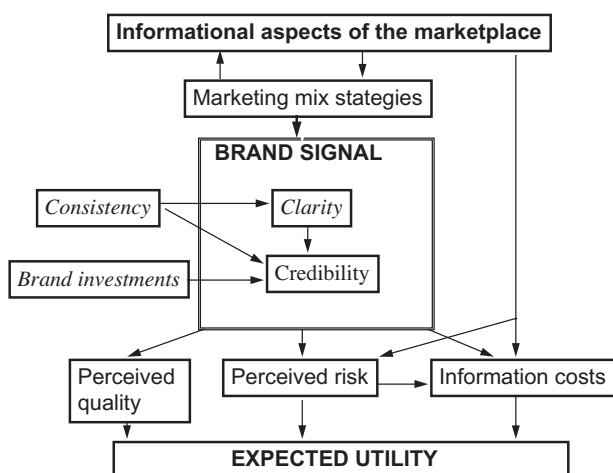 Informational aspects of the marketplace
Marketing mix stategies
BRAND SIGNAL
Consistency
Clarity
Brand investments
Credibility
Perceived
quality
Perceived risk
Information costs
EXPECTED UTILITY